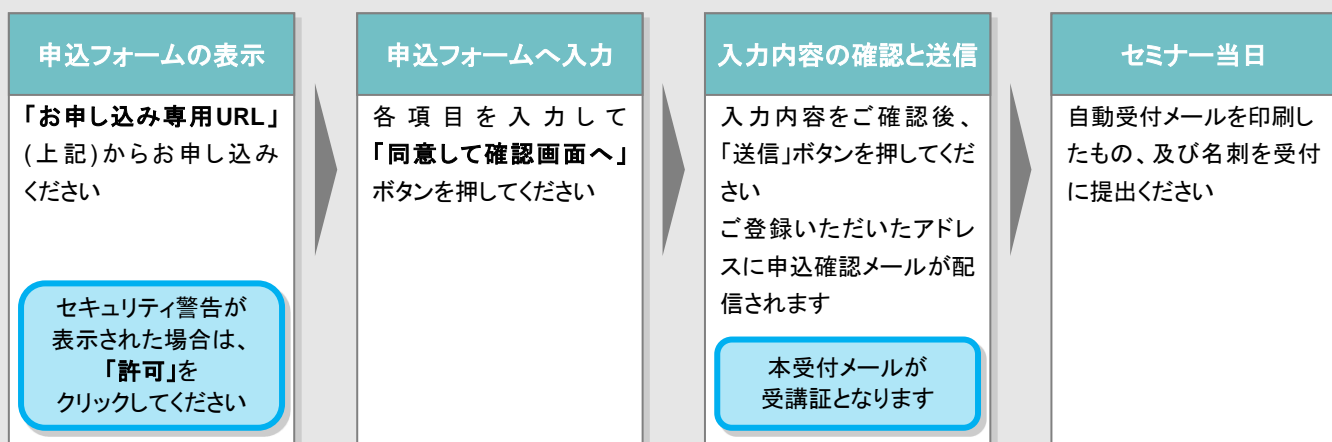 申込フォームの表示
「お申し込み専用URL」
(上記)からお申し込み
ください
セキュリティ警告が
表示された場合は、
「許可」を
クリックしてください
申込フォームへ入力
各項目を入力して
「同意して確認画面へ」
ボタンを押してください
入力内容の確認と送信
入力内容をご確認後、
「送信」ボタンを押してくだ
さい
ご登録いただいたアドレ
スに申込確認メールが配
信されます
本受付メールが
受講証となります
セミナー当日
自動受付メールを印刷し
たもの、及び名刺を受付
に提出ください